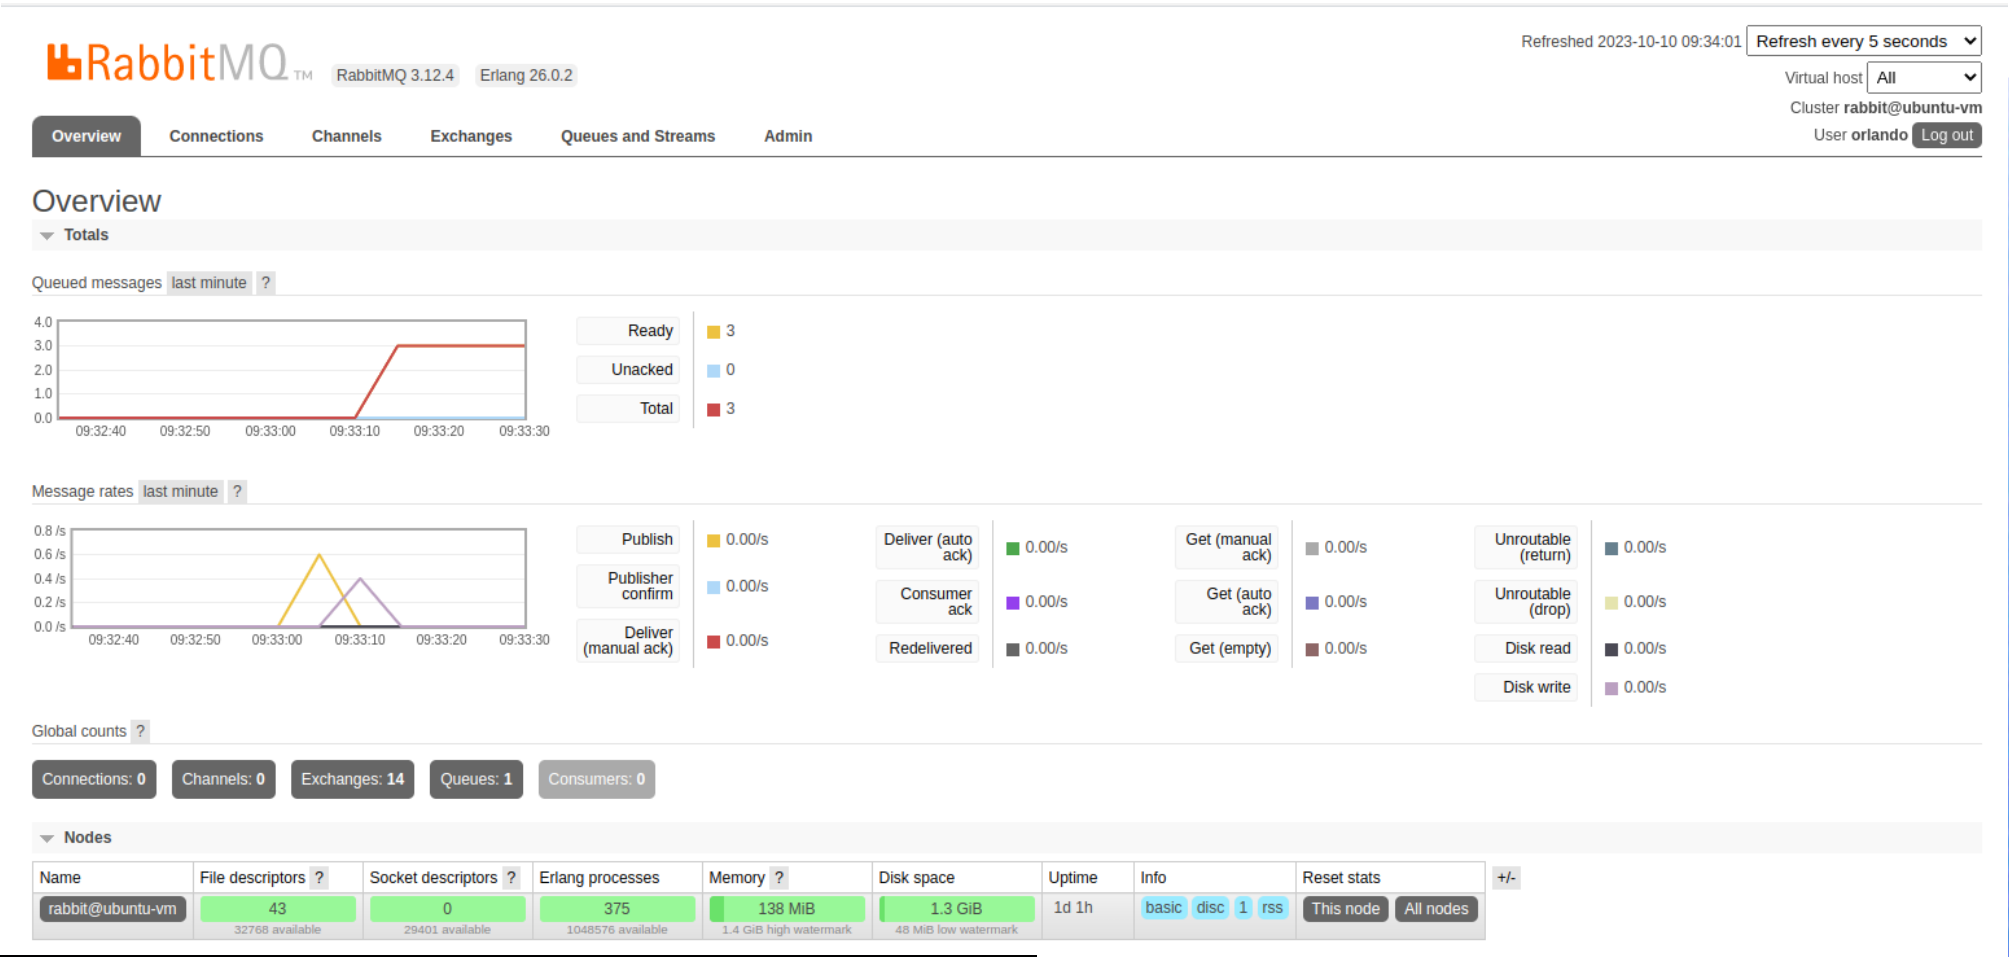 Refreshed 2023-10-10 09:34:01 Refresh every 5 seconds
RabbitMQ TM RabbitMQ 3.12.4 Erlang 26.0.2
Virtual host All
Cluster rabbit@ubuntu-vm
User orlando Log out
Overview Connections Channels Exchanges Queues and Streams Admin
Overview
Totals
Queued messages last minute ?
4.0
3.0
2.0
1.0
0.0
09:32:40 09:32:50 09:33:00 09:33:10 09:33:20 09:33:30
Ready 3
Unacked 0
Total 3
Message rates last minute ?
0.8 /s
0.6 /s
0.4 /s
0.2 /s
0.0 /s
09:32:40 09:32:50 09:33:00 09:33:10 09:33:20 09:33:30
Publish 0.00/s
Publisher
confirm 0.00/s
Deliver
(manual ack) 0.00/s
Deliver (auto
ack) 0.00/s
Consumer
ack 0.00/s
Redelivered 0.00/s
Get (manual
ack) 0.00/s
Get (auto
ack) 0.00/s
Get (empty) 0.00/s
Unroutable
(return) 0.00/s
Unroutable
(drop) 0.00/s
Disk read 0.00/s
Disk write 0.00/s
Global counts ?
Connections: 0 Channels: 0 Exchanges: 14 Queues: 1 Consumers: 0
Nodes
Name File descriptors ? Socket descriptors ? Erlang processes Memory ? Disk space Uptime Info Reset stats +/-
rabbit@ubuntu-vm 43 0 375 138 MiB 1.3 GiB 1d 1h basic disc 1 rss This node All nodes
32768 available 29401 available 1048576 available 1.4 GiB high watermark 48 MiB low watermark